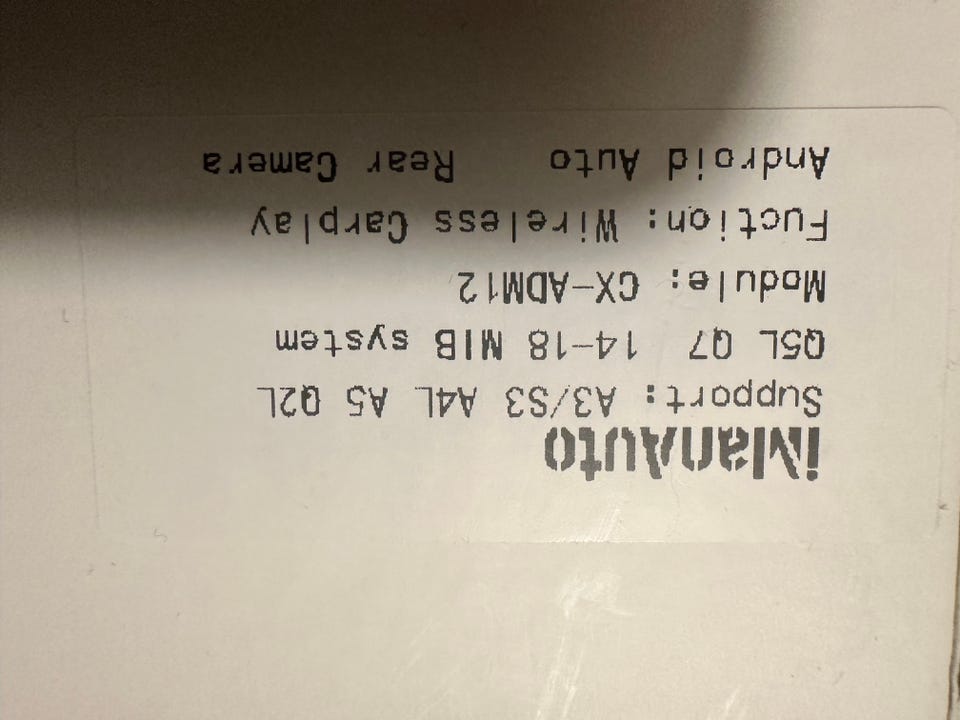 iManAuto
Support: A3/S3 A4L A5 Q2L
Q5L Q7 14-18 MIB system
Module: CX-ADM12
Fuction: Wireless Carplay
Android Auto Rear Camera